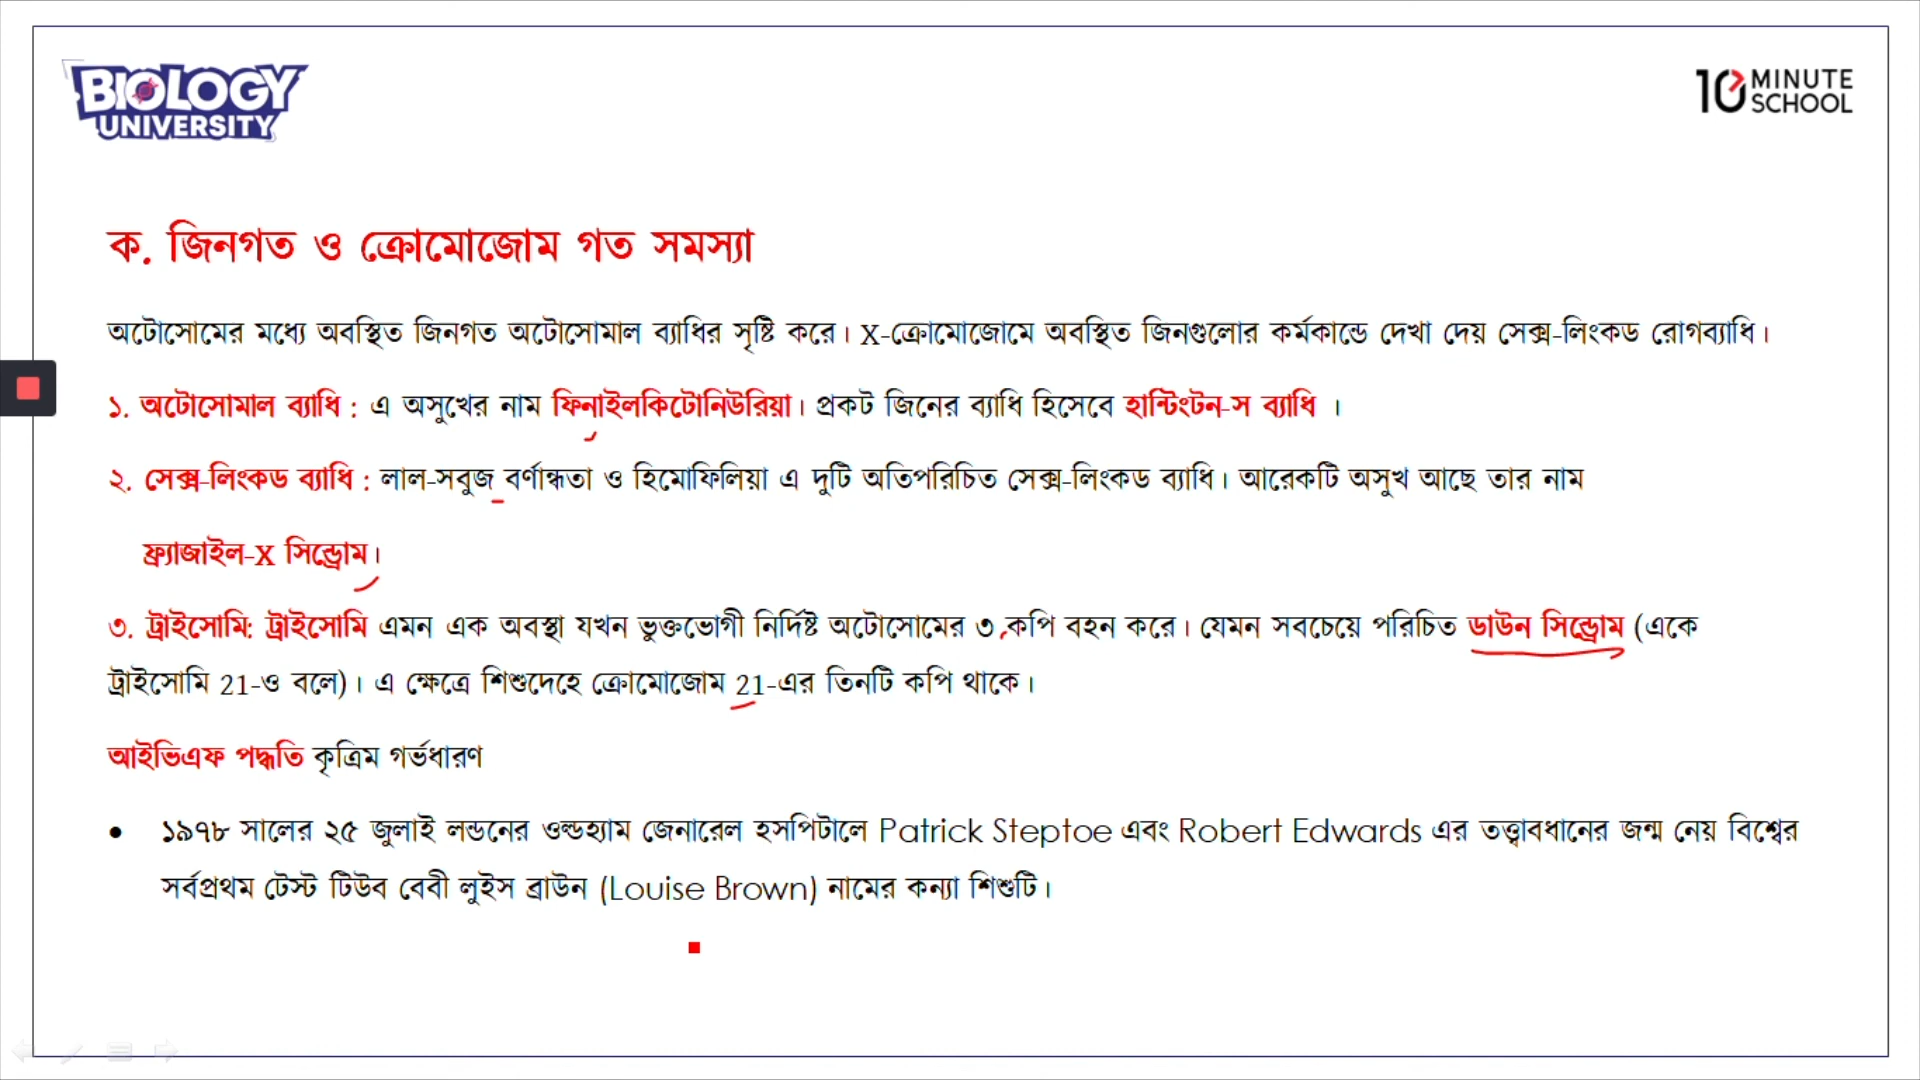 BIOLOGY
UNIVERSITY
10 MINUTE
SCHOOL
ক. জিনগত ও ক্রোমোজোম গত সমস্যা
অটোসোমের মধ্যে অবস্থিত জিনগত অটোসোমাল ব্যাধির সৃষ্টি করে। X-ক্রোমোজোমে অবস্থিত জিনগুলোর কর্মকান্ডে দেখা দেয় সেক্স-লিংকড রোগব্যাধি।
১. অটোসোমাল ব্যাধি : এ অসুখের নাম ফিনাইলকিটোনিউরিয়া। প্রকট জিনের ব্যাধি হিসেবে হান্টিংটন-স ব্যাধি ।
২. সেক্স-লিংকড ব্যাধি : লাল-সবুজ বর্ণান্ধতা ও হিমোফিলিয়া এ দুটি অতিপরিচিত সেক্স-লিংকড ব্যাধি। আরেকটি অসুখ আছে তার নাম
ফ্র্যাজাইল-X সিন্ড্রোম।
৩. ট্রাইসোমি: ট্রাইসোমি এমন এক অবস্থা যখন ভুক্তভোগী নির্দিষ্ট অটোসোমের ৩ কপি বহন করে। যেমন সবচেয়ে পরিচিত ডাউন সিন্ড্রোম (একে
ট্রাইসোমি 21-ও বলে)। এ ক্ষেত্রে শিশুদেহে ক্রোমোজোম 21-এর তিনটি কপি থাকে।
আইভিএফ পদ্ধতি কৃত্রিম গর্ভধারণ
• ১৯৭৮ সালের ২৫ জুলাই লন্ডনের ওল্ডহ্যাম জেনারেল হসপিটালে Patrick Steptoe এবং Robert Edwards এর তত্ত্বাবধানের জন্ম নেয় বিশ্বের
সর্বপ্রথম টেস্ট টিউব বেবী লুইস ব্রাউন (Louise Brown) নামের কন্যা শিশুটি।